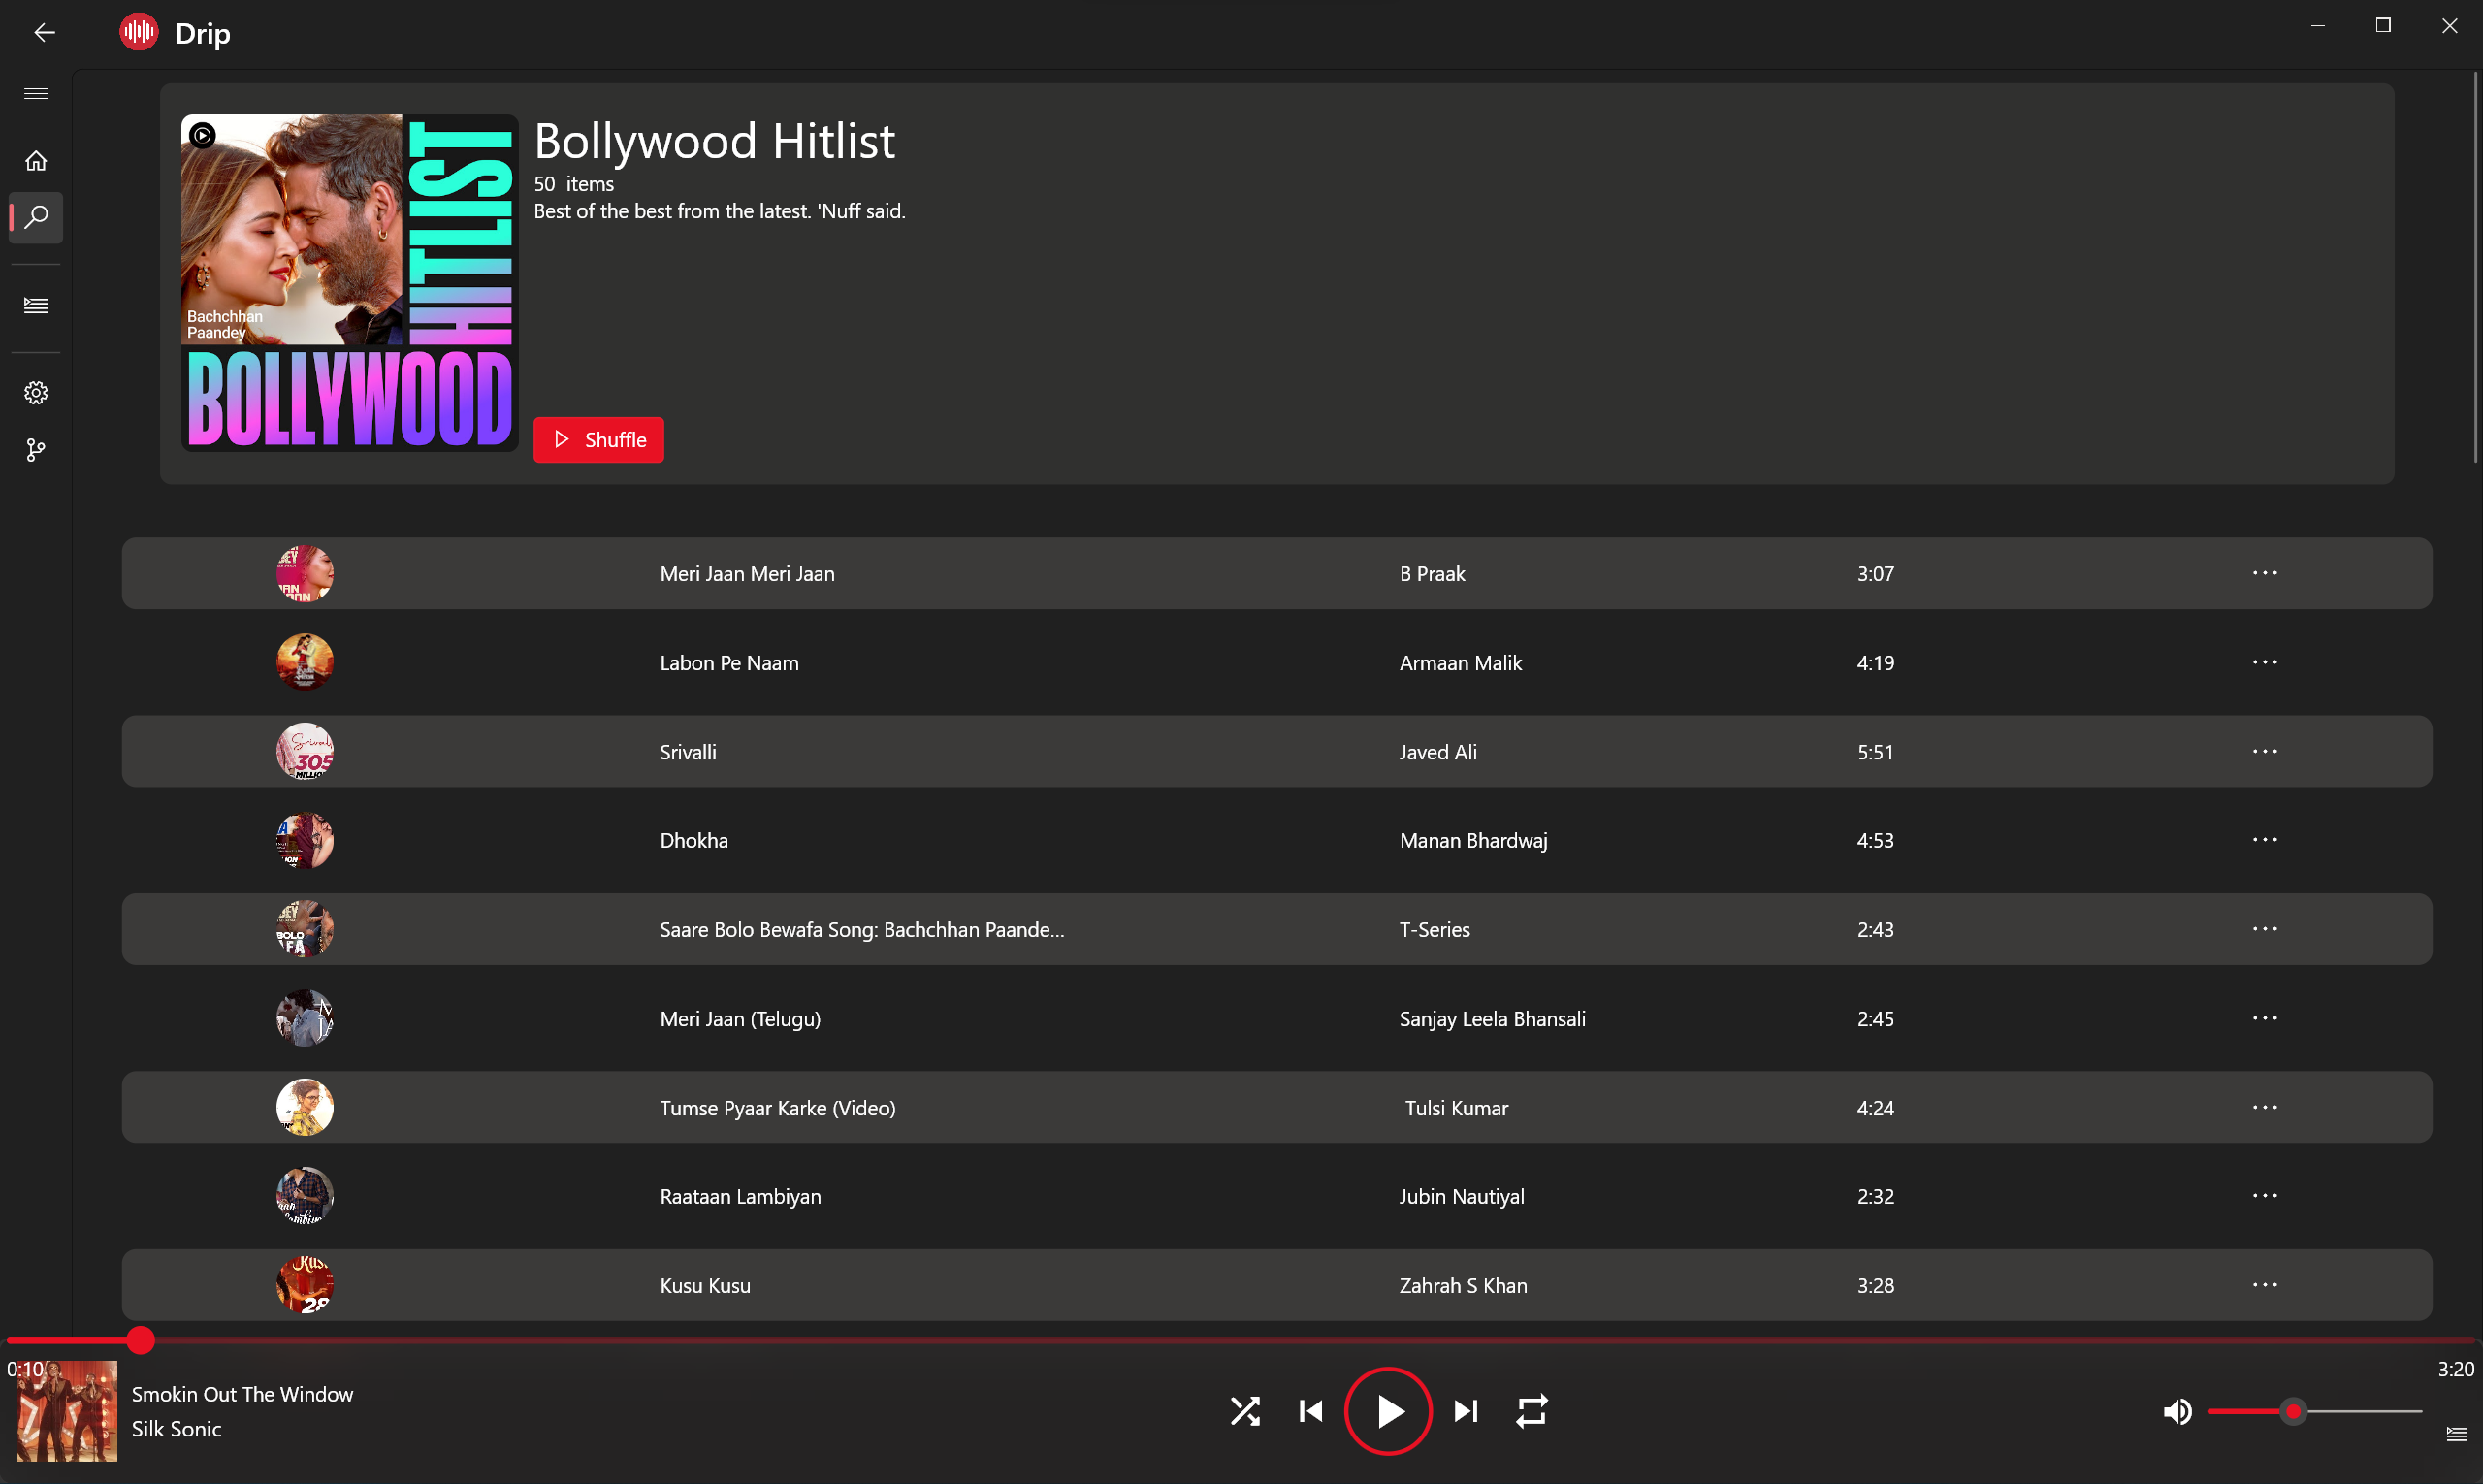 Drip
Bachchhan
Paandey
HITLIST
BOLLYWOOD
Bollywood Hitlist
50 items
Best of the best from the latest. 'Nuff said.
Shuffle
Meri Jaan Meri Jaan B Praak 3:07 ...
Labon Pe Naam Armaan Malik 4:19 ...
Srivalli Javed Ali 5:51 ...
305
MILLION
Dhokha Manan Bhardwaj 4:53 ...
Saare Bolo Bewafa Song: Bachchhan Paande... T-Series 2:43 ...
BOLO
Meri Jaan (Telugu) Sanjay Leela Bhansali 2:45 ...
Tumse Pyaar Karke (Video) Tulsi Kumar 4:24 ...
Raataan Lambiyan Jubin Nautiyal 2:32 ...
Kusu Kusu Zahrah S Khan 3:28 ...
28
0:10 3:20
Smokin Out The Window
Silk Sonic